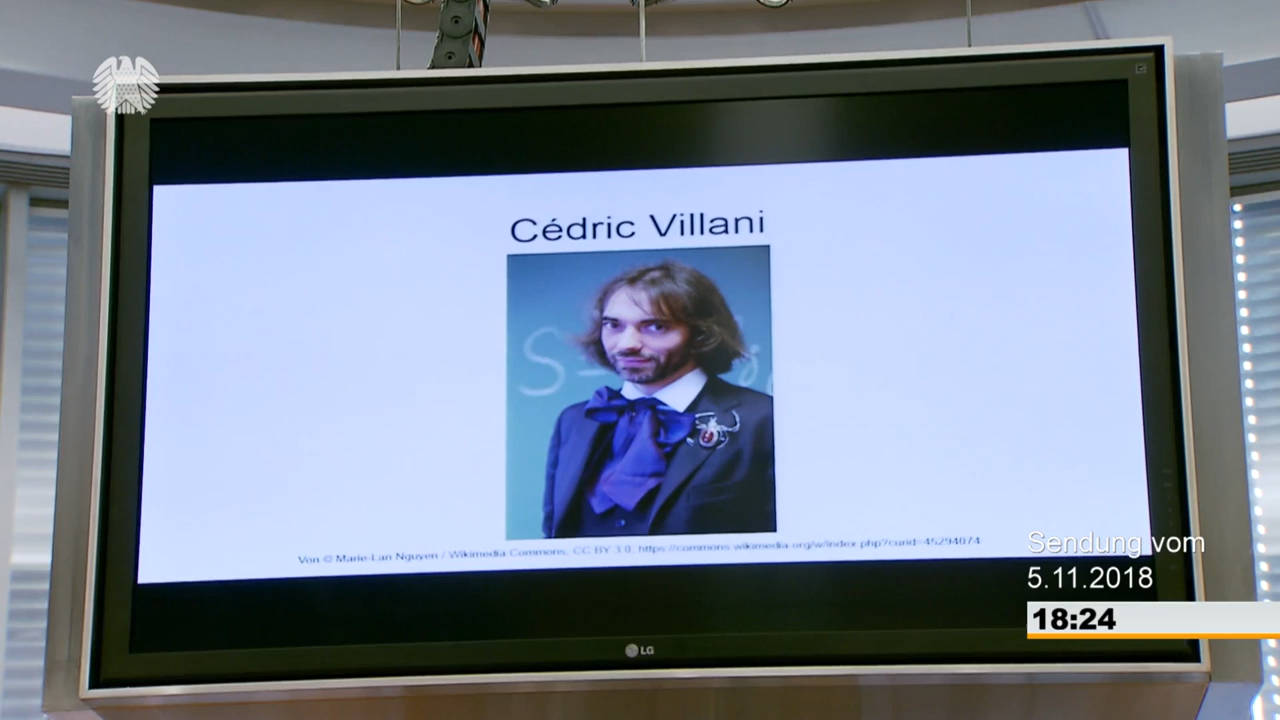 Cédric Villani
S
Von © Marie-Lan Nguyen / Wikimedia Commons, CC BY 3.0, https://commons.wikimedia.org/w/index.php?curid=45294074
Sendung vom
5.11.2018
18:24
LG